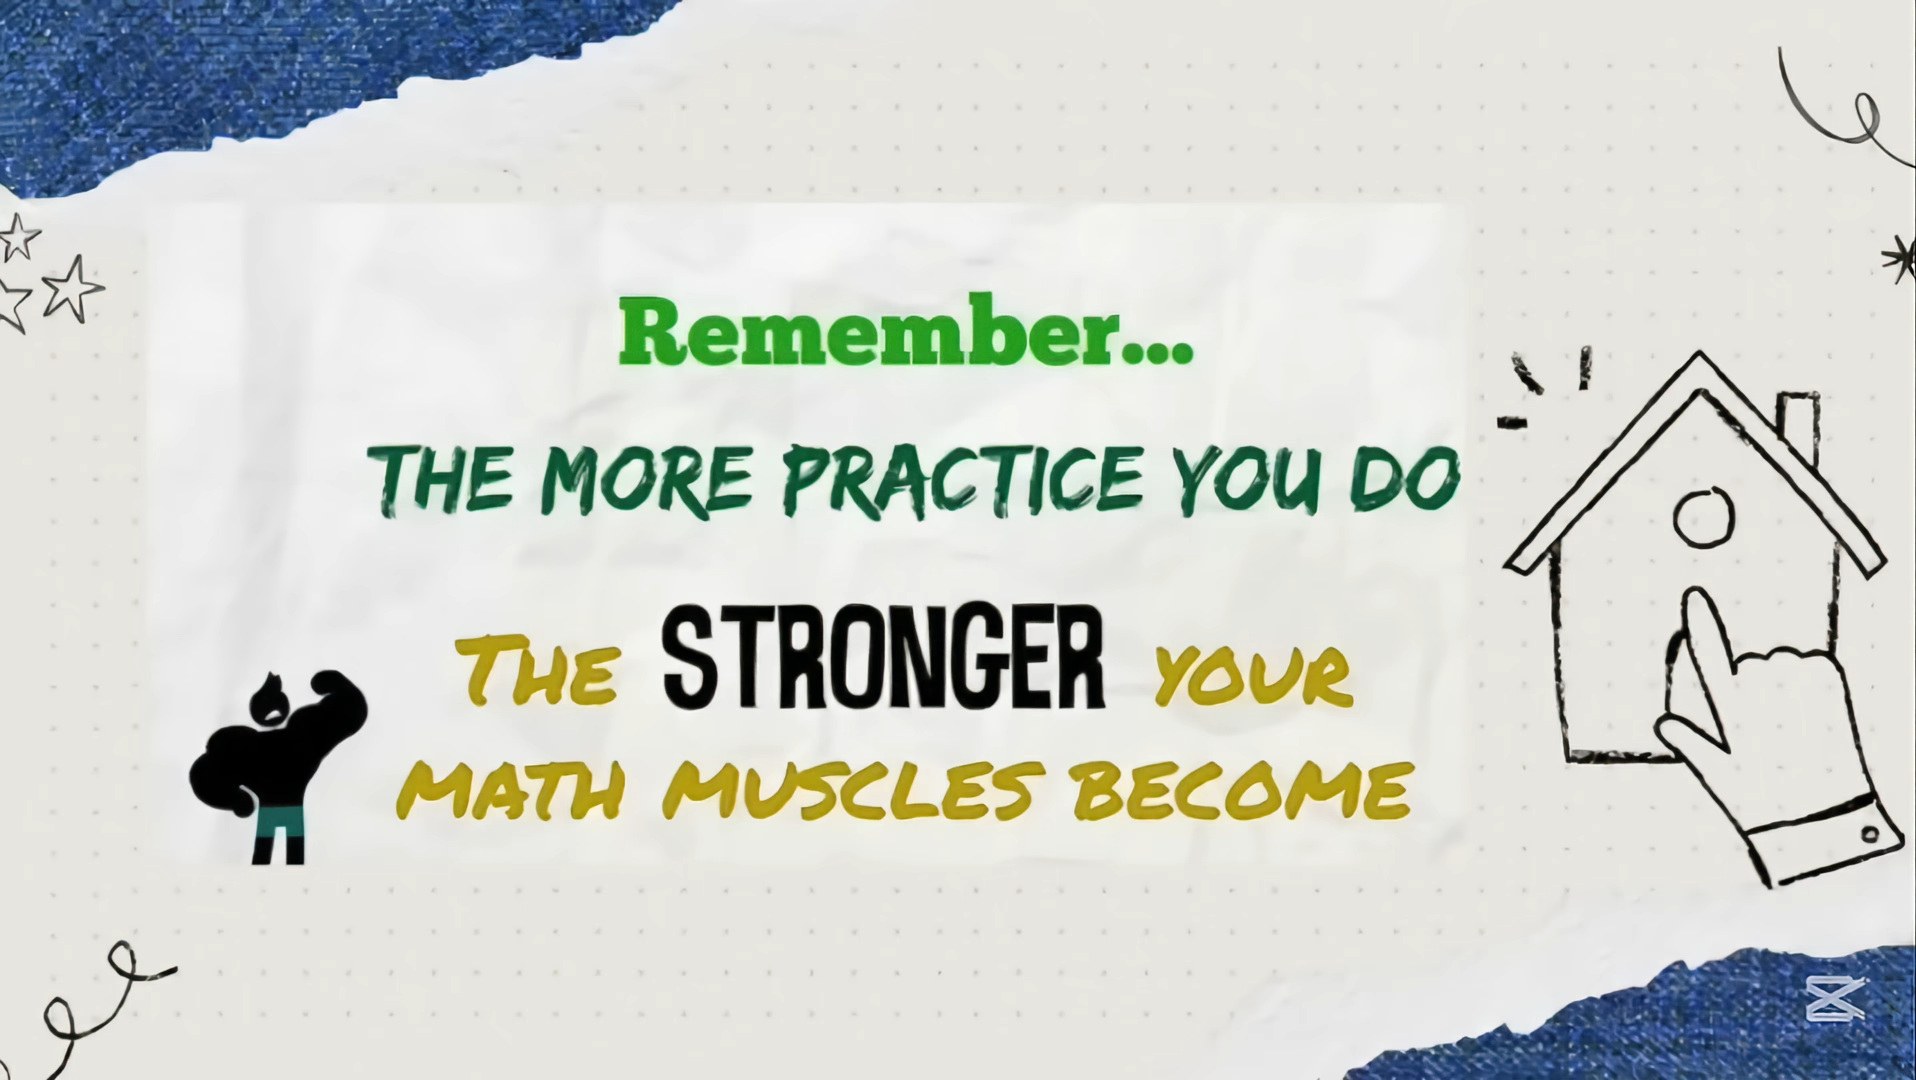 Remember...
THE MORE PRACTICE YOU DO
THE STRONGER YOUR
MATH MUSCLES BECOME